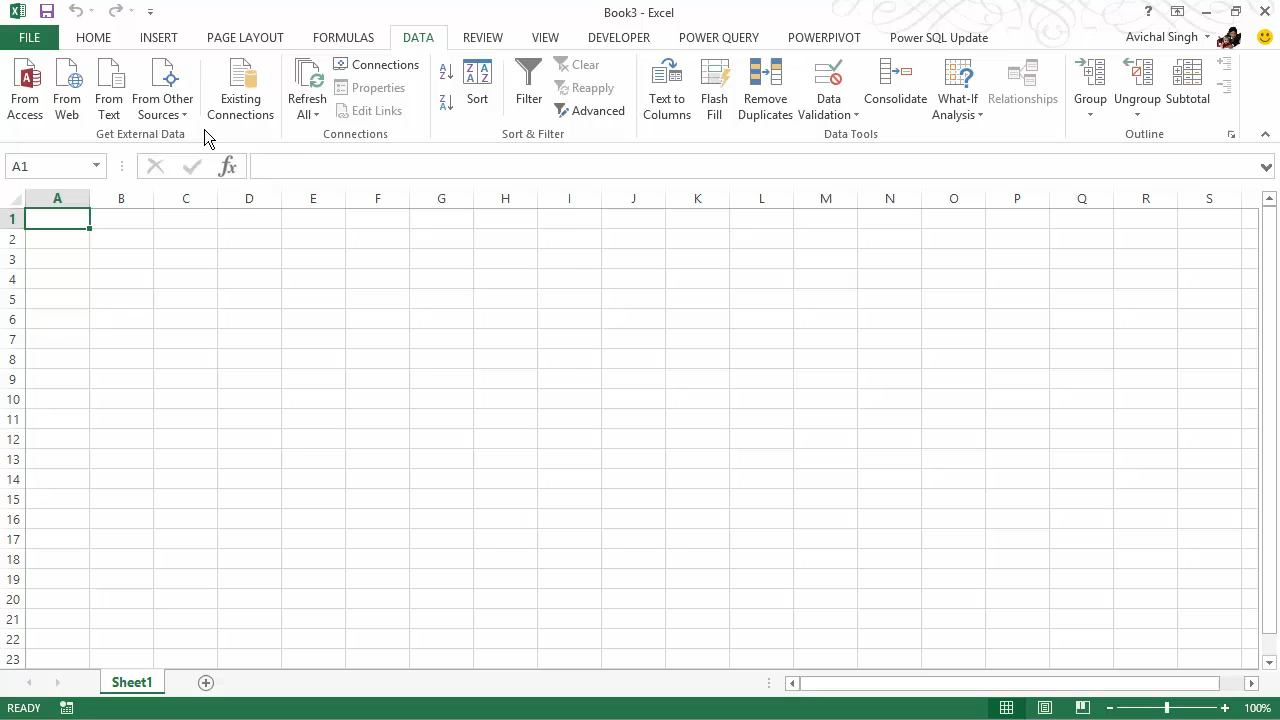 Book3 - Excel
FILE HOME INSERT PAGE LAYOUT FORMULAS DATA REVIEW VIEW DEVELOPER POWER QUERY POWERPIVOT Power SQL Update Avichal Singh
From Access
From Web
From Text
From Other Sources
Existing Connections
Get External Data
Refresh All
Connections
Properties
Edit Links
Connections
Sort
Filter
Clear
Reapply
Advanced
Sort & Filter
Text to Columns
Flash Fill
Remove Duplicates
Data Validation
Consolidate
What-If Analysis
Relationships
Data Tools
Group
Ungroup
Subtotal
Outline
A1
fx
A B C D E F G H I J K L M N O P Q R S
1
2
3
4
5
6
7
8
9
10
11
12
13
14
15
16
17
18
19
20
21
22
23
Sheet1
READY 100%